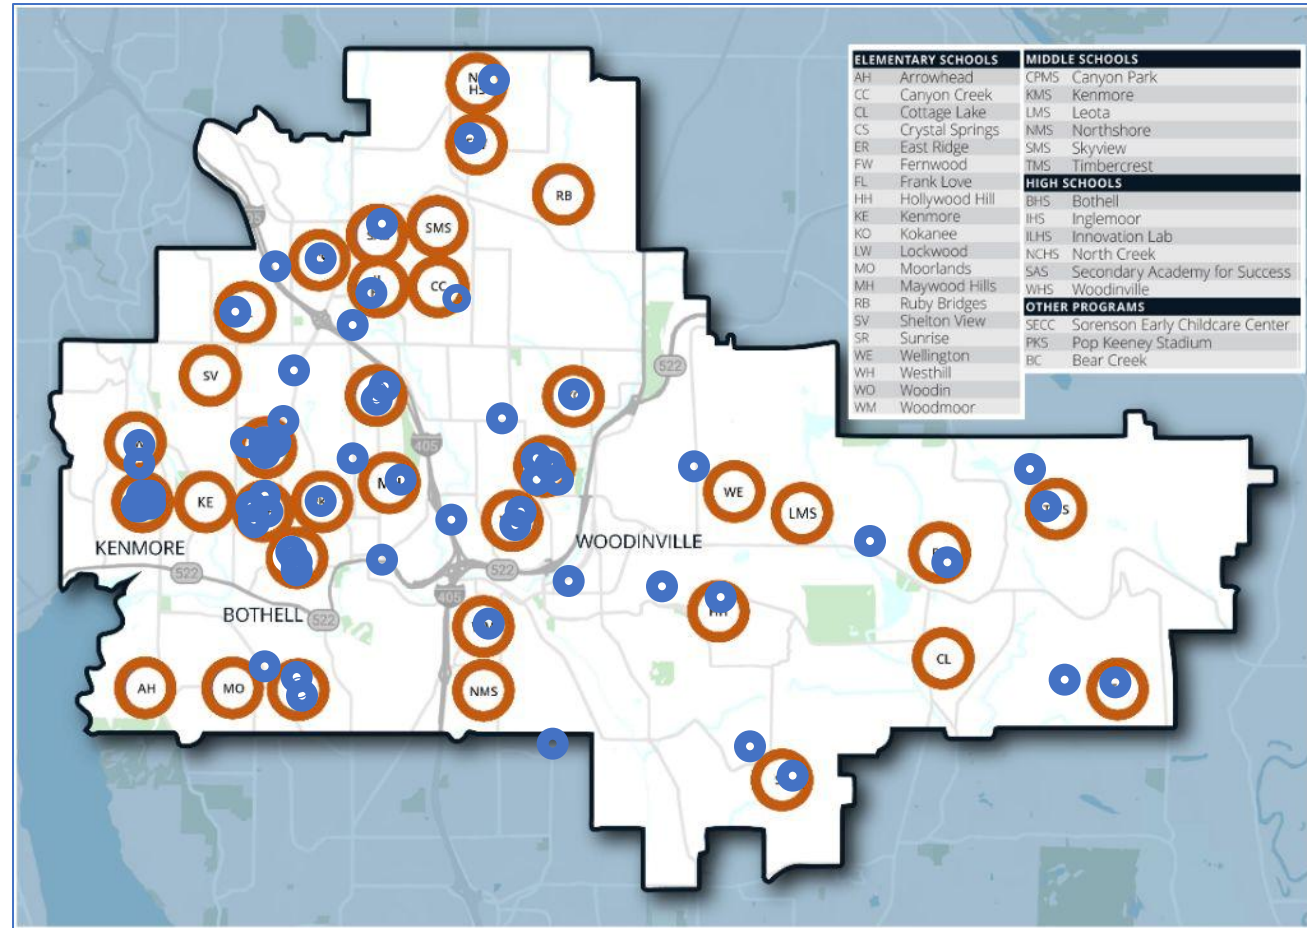 ELEMENTARY SCHOOLS
AH Arrowhead
CC Canyon Creek
CL Cottage Lake
CS Crystal Springs
ER East Ridge
FW Fernwood
FL Frank Love
HH Hollywood Hill
KE Kenmore
KO Kokanee
LW Lockwood
MO Moorlands
MH Maywood Hills
RB Ruby Bridges
SV Shelton View
SR Sunrise
WE Wellington
WH Westhill
WO Woodin
WM Woodmoor
MIDDLE SCHOOLS
CPMS Canyon Park
KMS Kenmore
LMS Leota
NMS Northshore
SMS Skyview
TMS Timbercrest
HIGH SCHOOLS
BHS Bothell
IHS Inglemoor
ILHS Innovation Lab
NCHS North Creek
SAS Secondary Academy for Success
WHS Woodinville
OTHER PROGRAMS
SECC Sorenson Early Childcare Center
PKS Pop Keeney Stadium
BC Bear Creek
RB
SMS
CC
SV
522
405
KE
WE
LMS
KENMORE
WOODINVILLE
522
522
405
BOTHELL
522
HH
CL
AH
MO
NMS